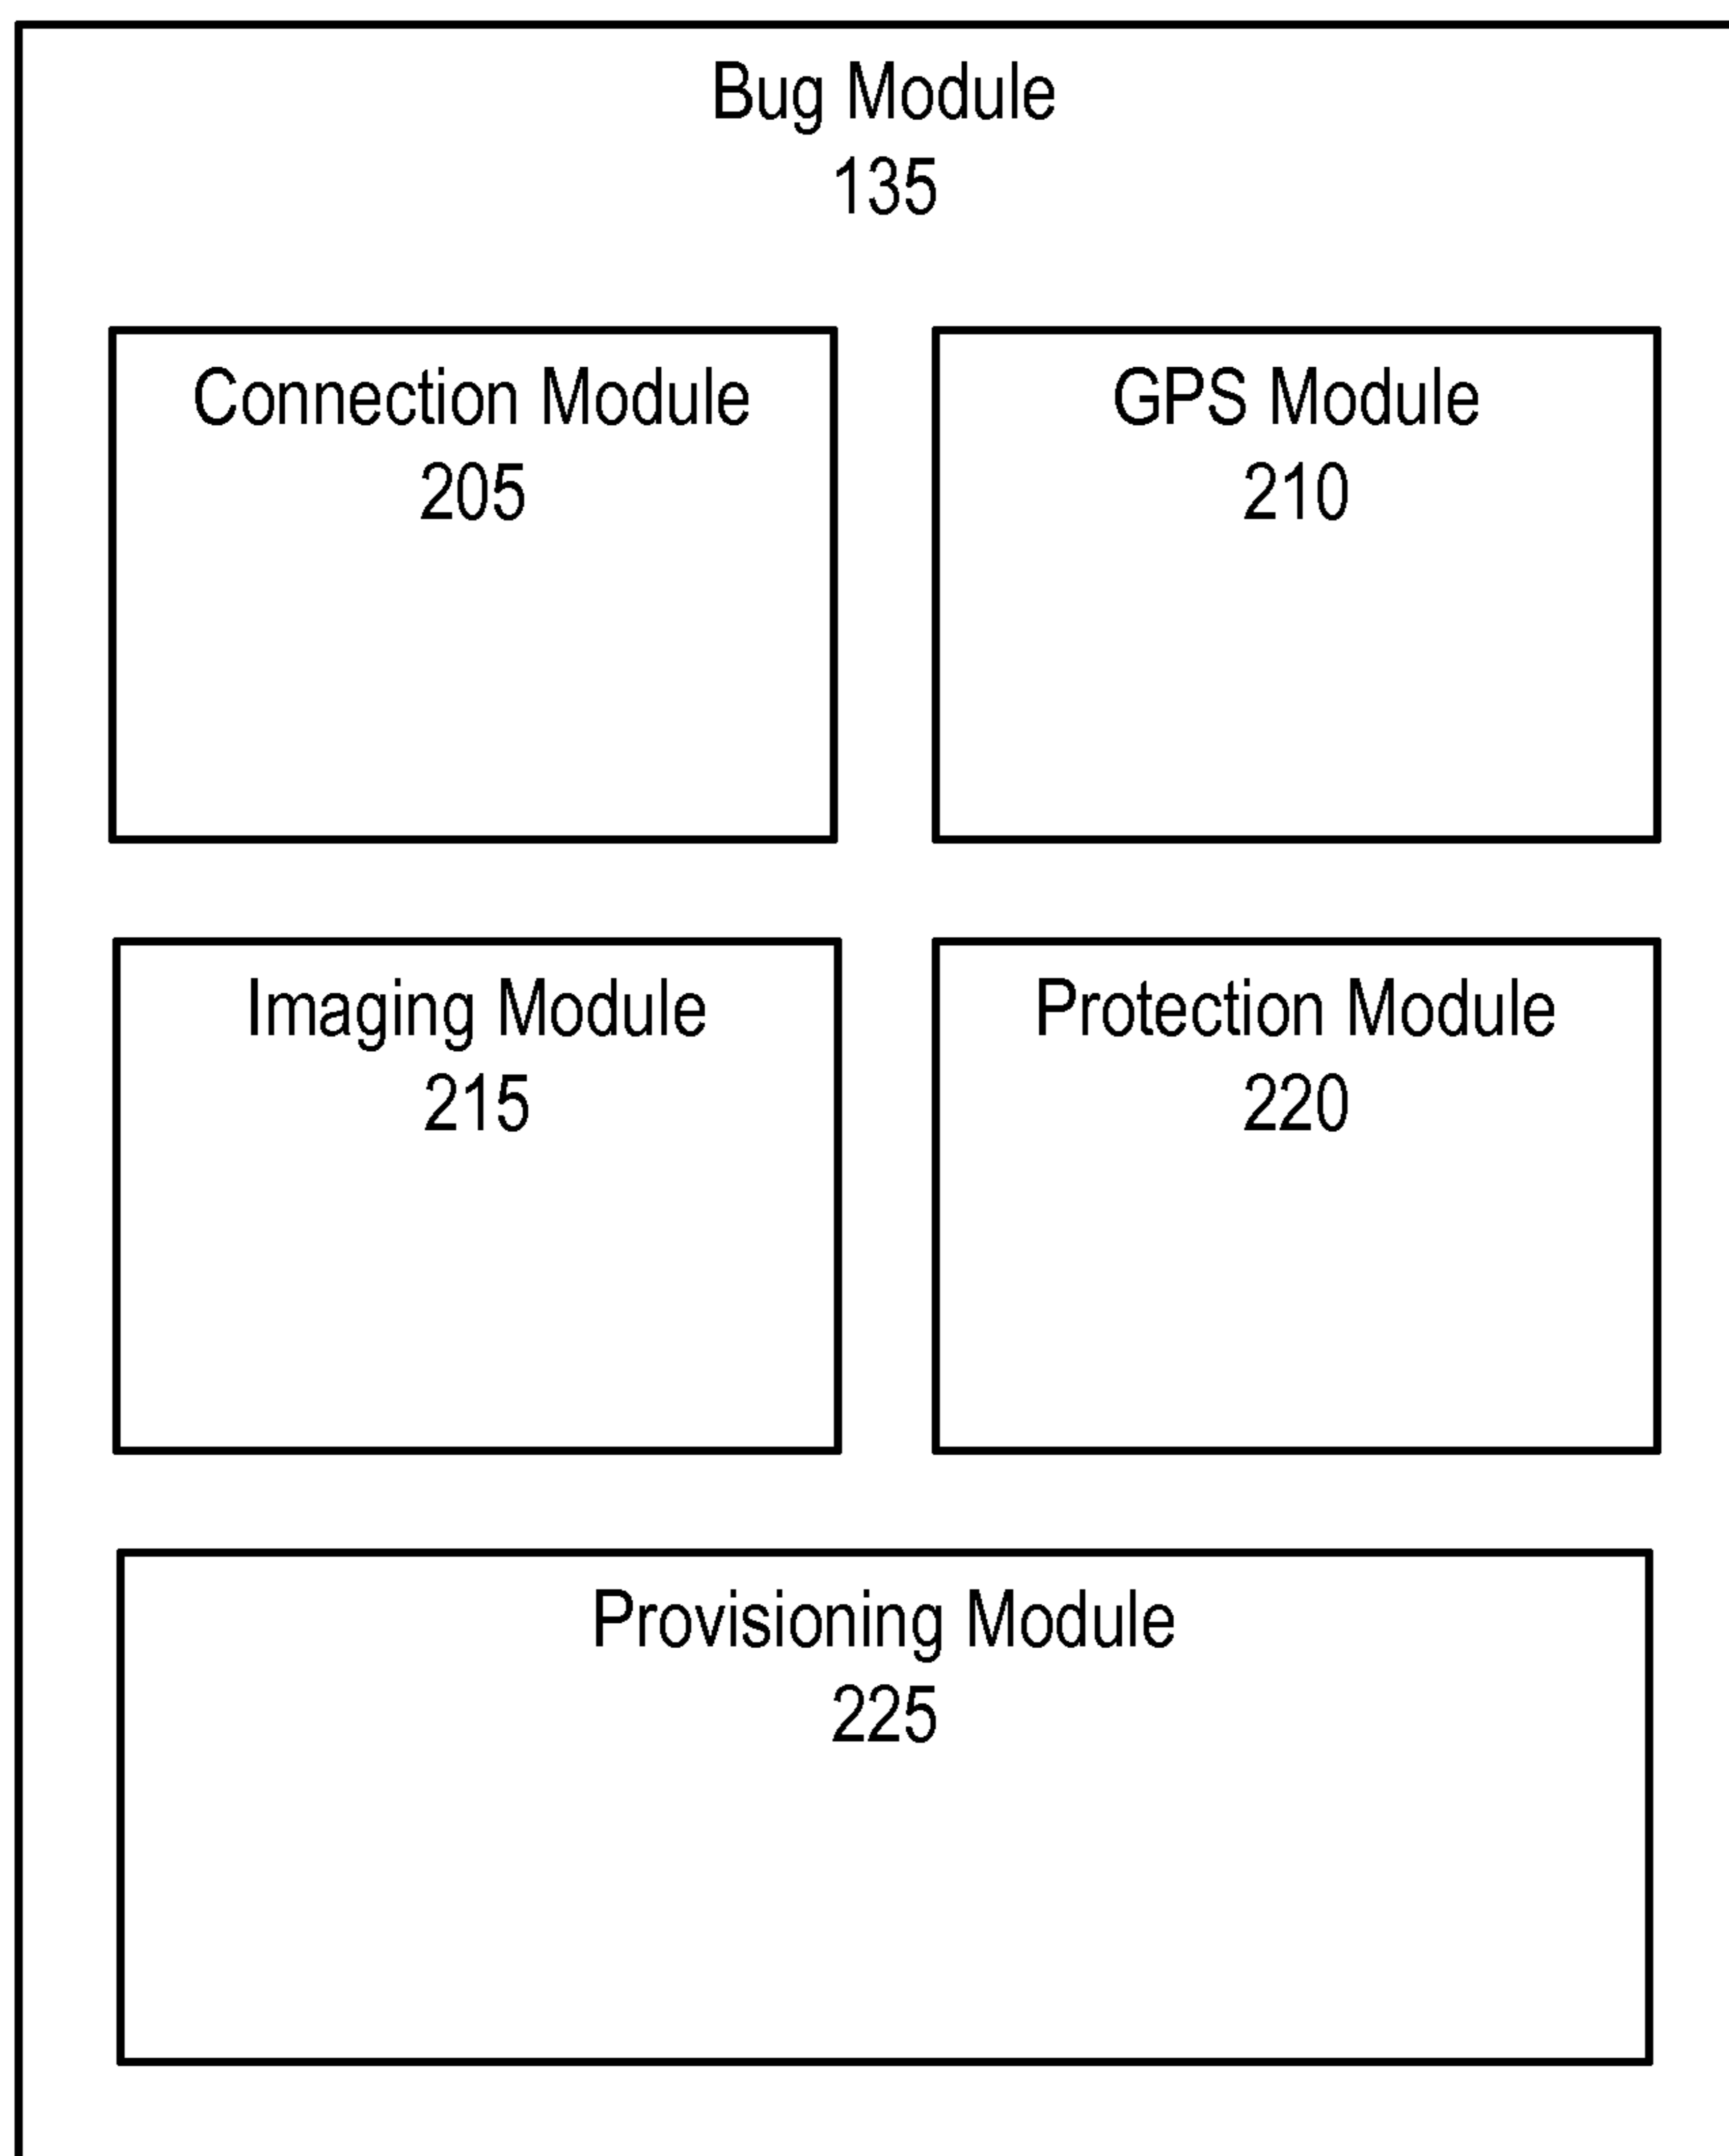 Bug Module
135
Connection Module
205
GPS Module
210
Imaging Module
215
Protection Module
220
Provisioning Module
225